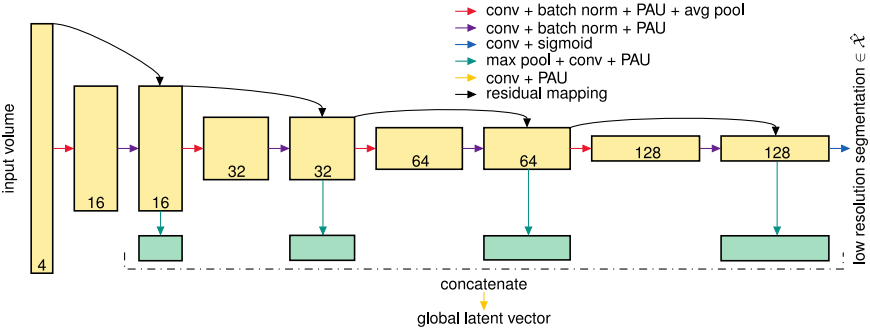 conv + batch norm + PAU + avg pool
conv + batch norm + PAU
conv + sigmoid
max pool + conv + PAU
conv + PAU
residual mapping
input volume
4
16
16
32
32
64
64
128
128
low resolution segmentation ∈ 𝒳̂
concatenate
global latent vector